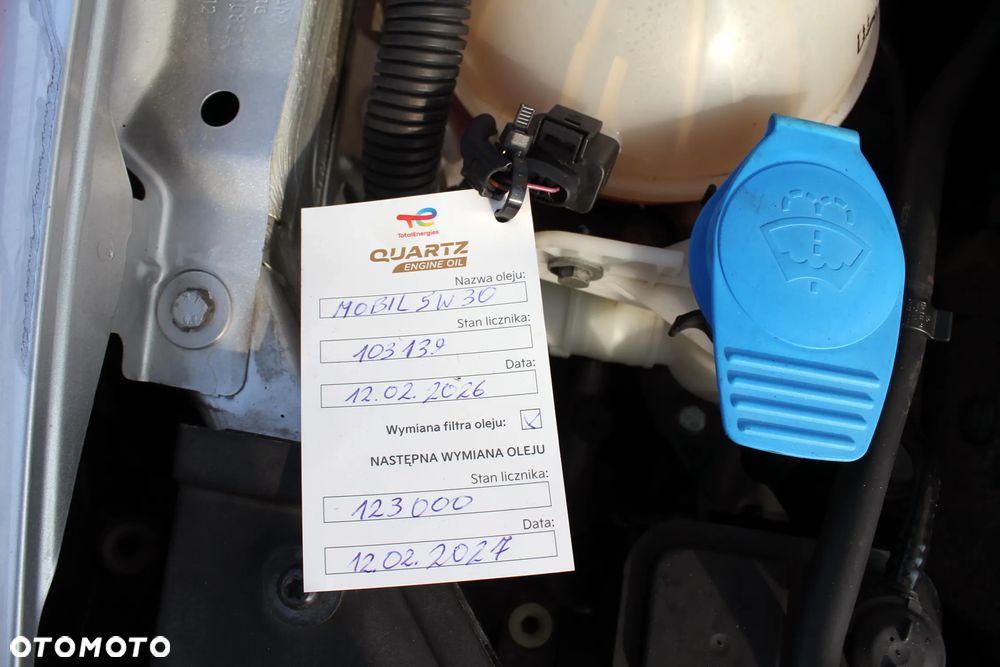 TotalEnergies
QUARTZ
ENGINE OIL
Nazwa oleju:
MOBIL 5W30
Stan licznika:
103139
Data:
12.02.2026
Wymiana filtra oleju:
NASTĘPNA WYMIANA OLEJU
Stan licznika:
123000
Data:
12.02.2027
OTOMOTO